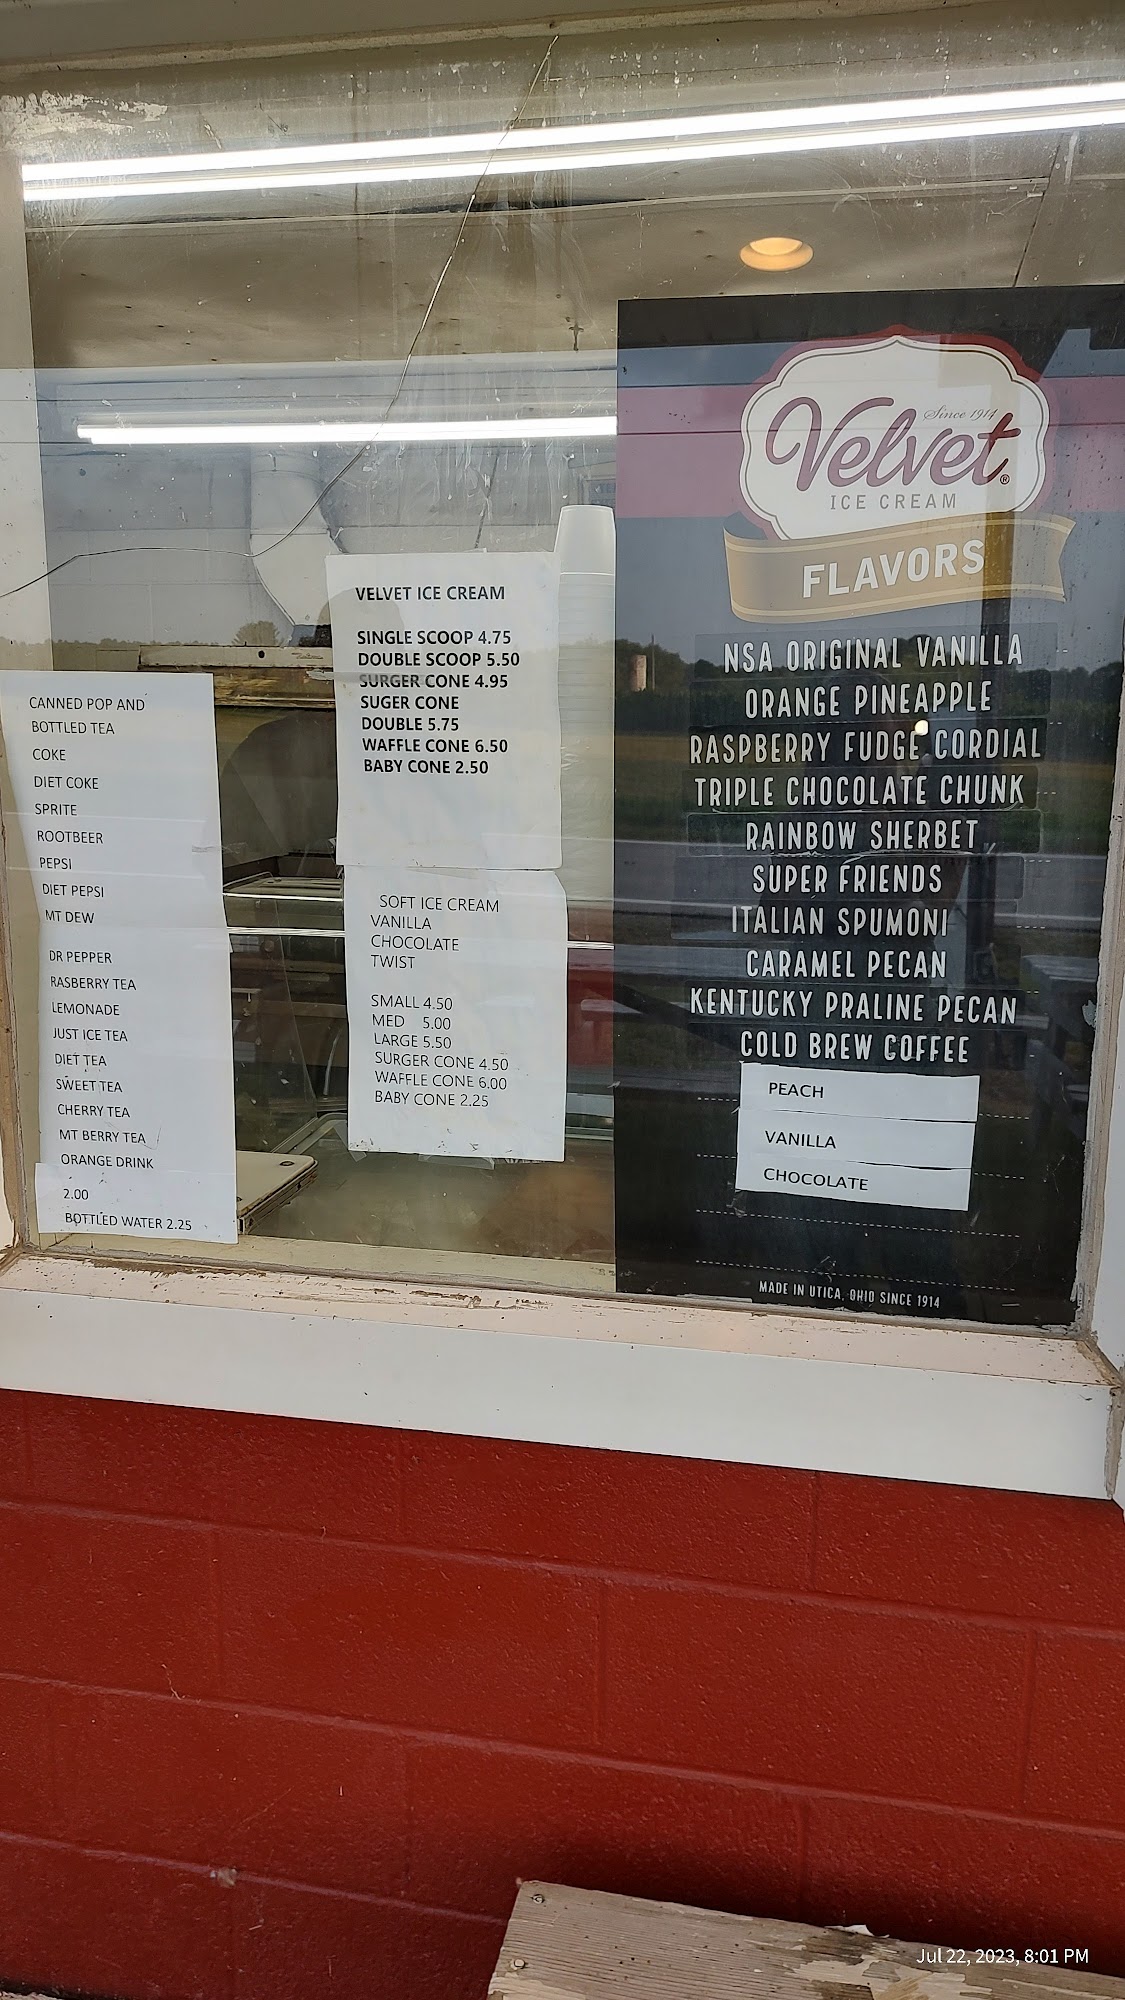 CANNED POP AND
BOTTLED TEA
COKE
DIET COKE
SPRITE
ROOTBEER
PEPSI
DIET PEPSI
MT DEW
DR PEPPER
RASBERRY TEA
LEMONADE
JUST ICE TEA
DIET TEA
SWEET TEA
CHERRY TEA
MT BERRY TEA
ORANGE DRINK
2.00
BOTTLED WATER 2.25
VELVET ICE CREAM
SINGLE SCOOP 4.75
DOUBLE SCOOP 5.50
SURGER CONE 4.95
SUGER CONE
DOUBLE 5.75
WAFFLE CONE 6.50
BABY CONE 2.50
SOFT ICE CREAM
VANILLA
CHOCOLATE
TWIST
SMALL 4.50
MED 5.00
LARGE 5.50
SURGER CONE 4.50
WAFFLE CONE 6.00
BABY CONE 2.25
Since 1914
Velvet®
ICE CREAM
FLAVORS
NSA ORIGINAL VANILLA
ORANGE PINEAPPLE
RASPBERRY FUDGE CORDIAL
TRIPLE CHOCOLATE CHUNK
RAINBOW SHERBET
SUPER FRIENDS
ITALIAN SPUMONI
CARAMEL PECAN
KENTUCKY PRALINE PECAN
COLD BREW COFFEE
PEACH
VANILLA
CHOCOLATE
MADE IN UTICA, OHIO SINCE 1914
Jul 22, 2023, 8:01 PM